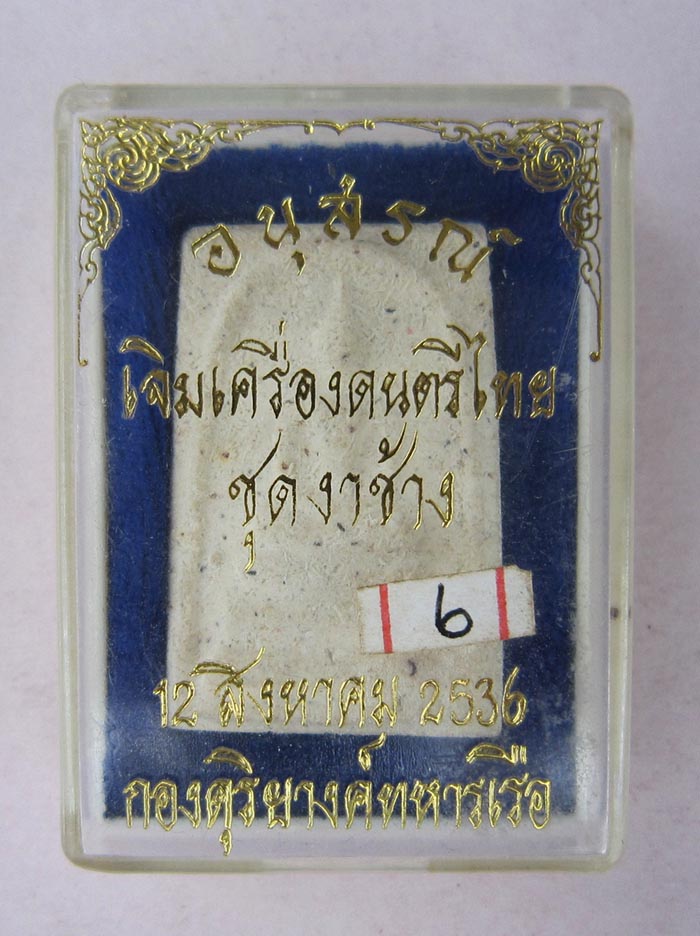 อนุสรณ์
เจิมเครื่องดนตรีไทย
ชุดงาช้าง
6
12 สิงหาคม 2536
กองดุริยางค์ทหารเรือ